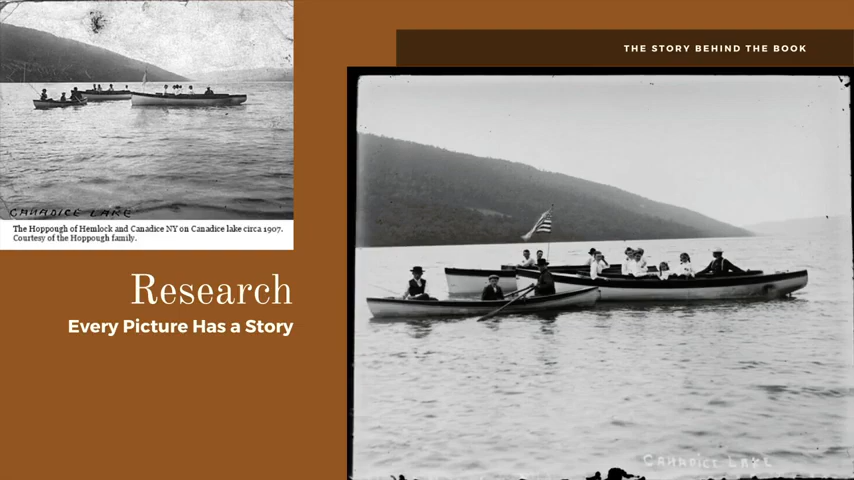 THE STORY BEHIND THE BOOK
CANADICE LAKE
The Hoppough of Hemlock and Canadice NY on Canadice lake circa 1907.
Courtesy of the Hoppough family.
Research
Every Picture Has a Story
CANADICE LAKE